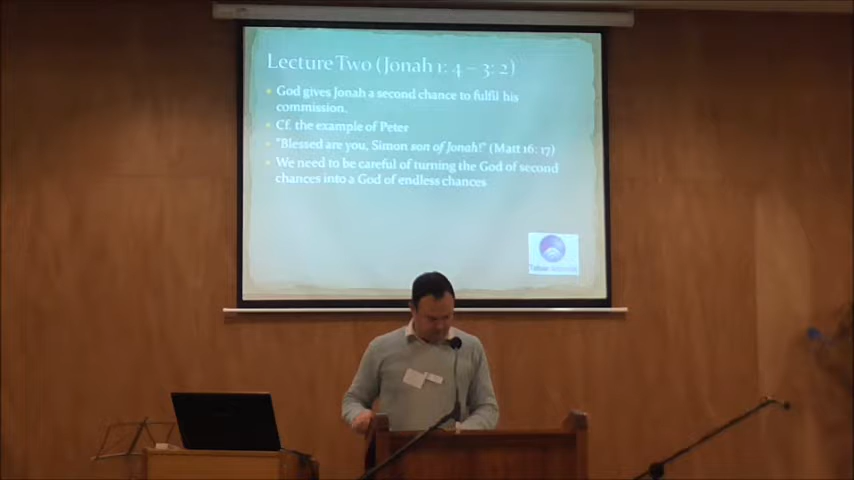 Lecture Two (Jonah 1: 4 – 3: 2)
God gives Jonah a second chance to fulfil his
commission.
Cf. the example of Peter
"Blessed are you, Simon son of Jonah!" (Matt 16: 17)
We need to be careful of turning the God of second
chances into a God of endless chances